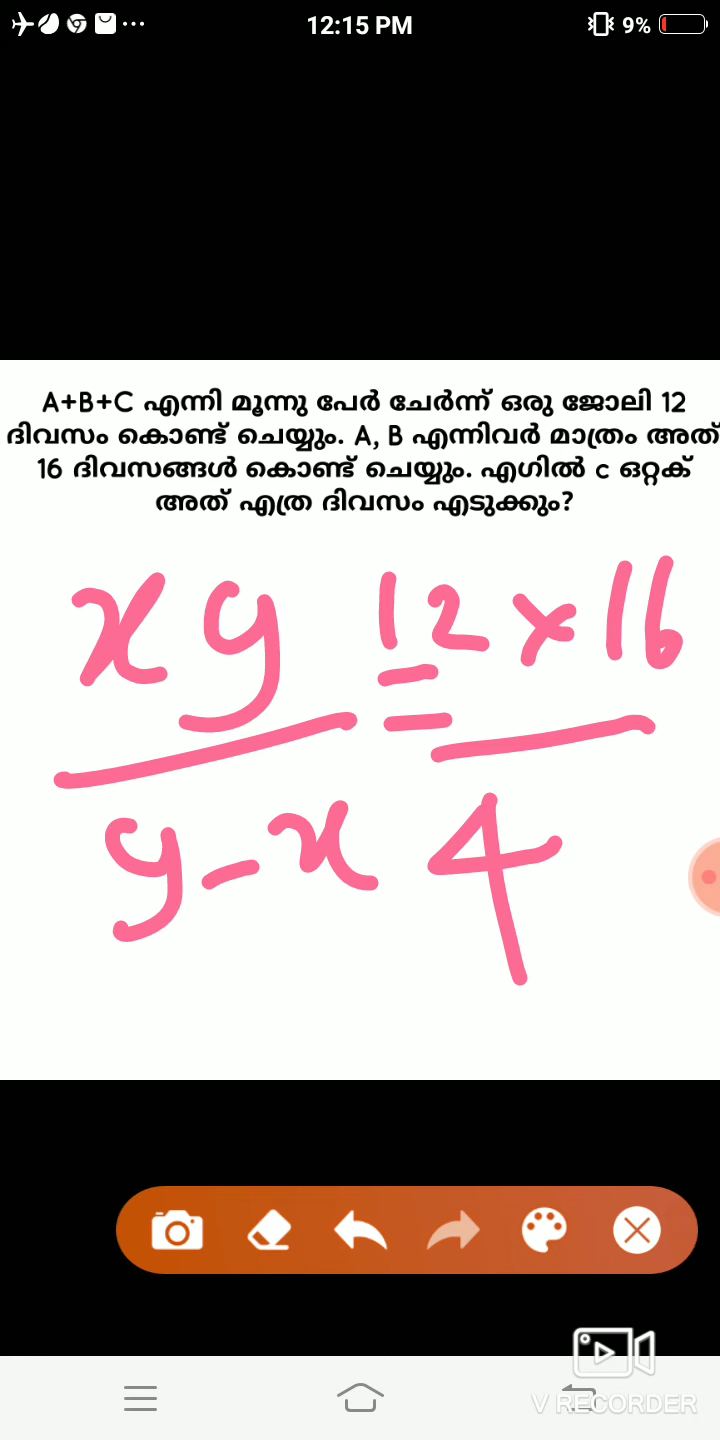 12:15 PM
9%
A+B+C എന്നി മൂന്നു പേർ ചേർന്ന് ഒരു ജോലി 12
ദിവസം കൊണ്ട് ചെയ്യും. A, B എന്നിവർ മാത്രം അത്
16 ദിവസങ്ങൾ കൊണ്ട് ചെയ്യും. എഗിൽ c ഒറ്റക്
അത് എത്ര ദിവസം എടുക്കും?
xy = 12 × 16
y - x 4
V RECORDER